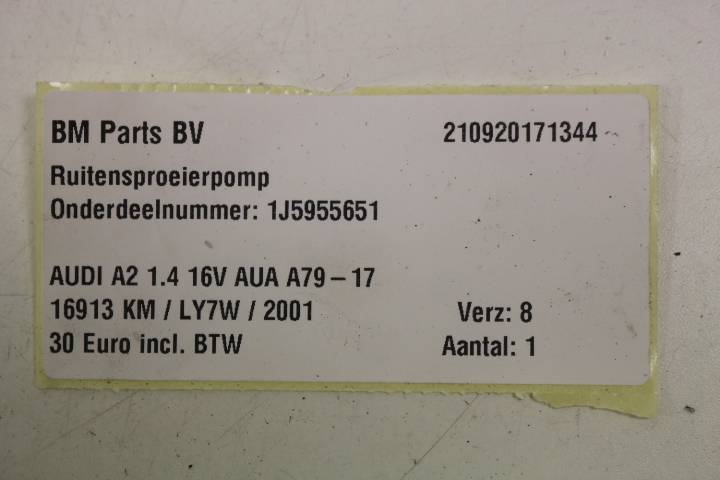 BM Parts BV 210920171344
Ruitensproeierpomp
Onderdeelnummer: 1J5955651
AUDI A2 1.4 16V AUA A79 – 17
16913 KM / LY7W / 2001 Verz: 8
30 Euro incl. BTW Aantal: 1